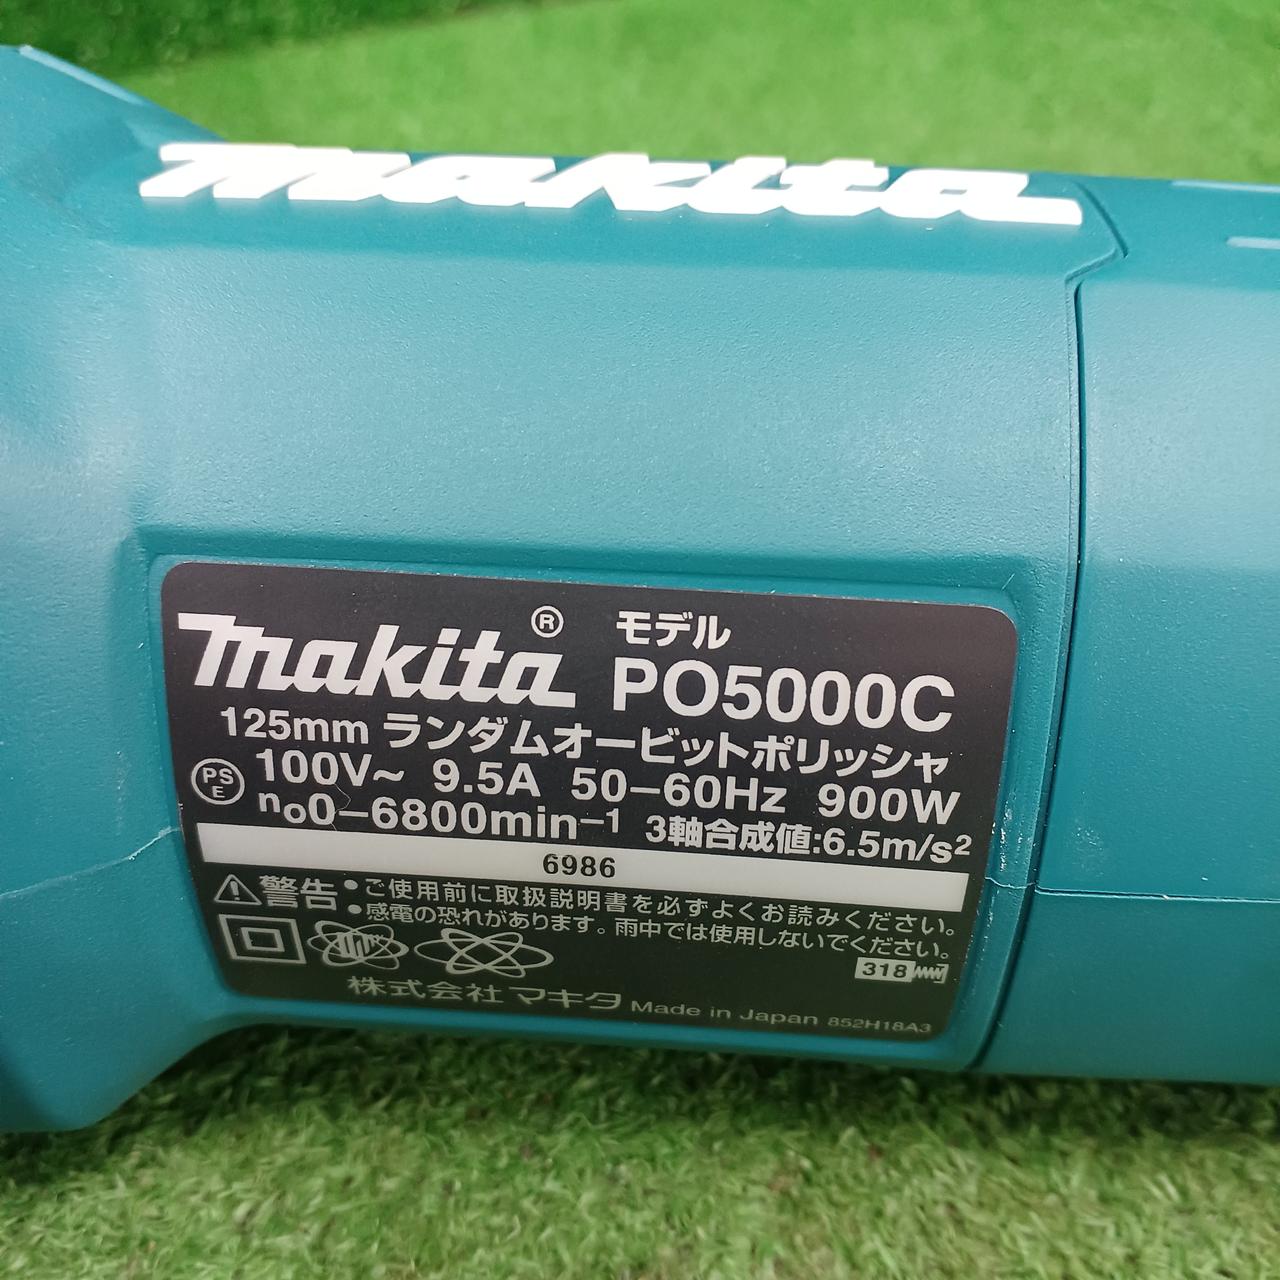 makita
makita® モデル
PO5000C
125mm ランダムオービットポリッシャ
PS
E
100V~ 9.5A 50-60Hz 900W
n₀0-6800min⁻¹ 3軸合成値:6.5m/s²
6986
⚠警告 •ご使用前に取扱説明書を必ずよくお読みください。
•感電の恐れがあります。雨中では使用しないでください。
318
株式会社 マキタ Made in Japan 852H18A3